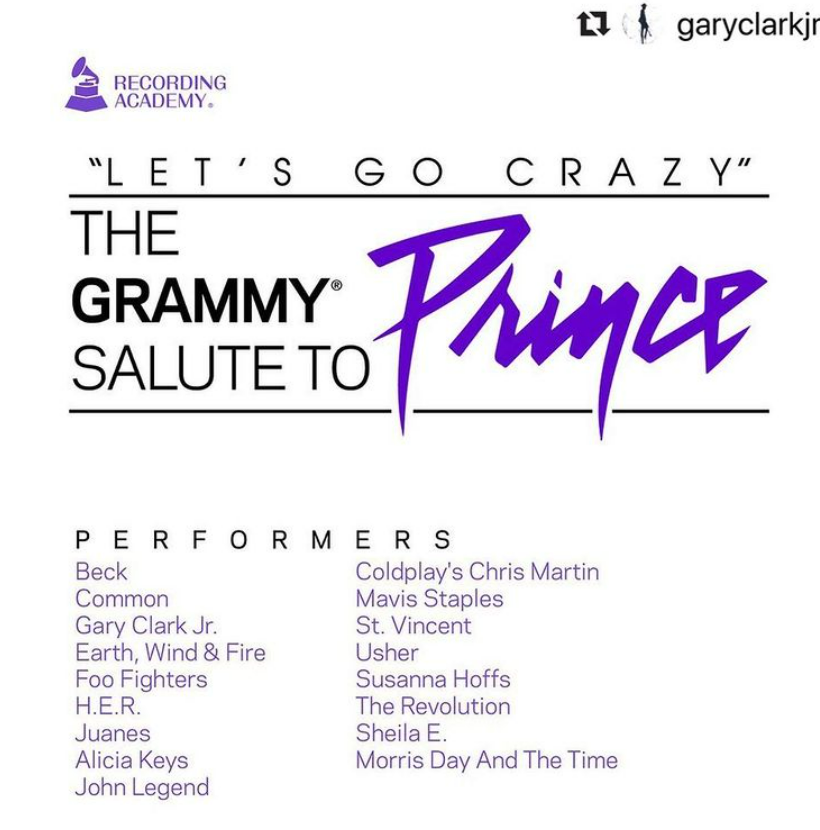 garyclarkjr
RECORDING
ACADEMY®
"LET'S GO CRAZY"
THE
GRAMMY®
SALUTE TO
Prince
PERFORMERS
Beck
Common
Gary Clark Jr.
Earth, Wind & Fire
Foo Fighters
H.E.R.
Juanes
Alicia Keys
John Legend
Coldplay's Chris Martin
Mavis Staples
St. Vincent
Usher
Susanna Hoffs
The Revolution
Sheila E.
Morris Day And The Time